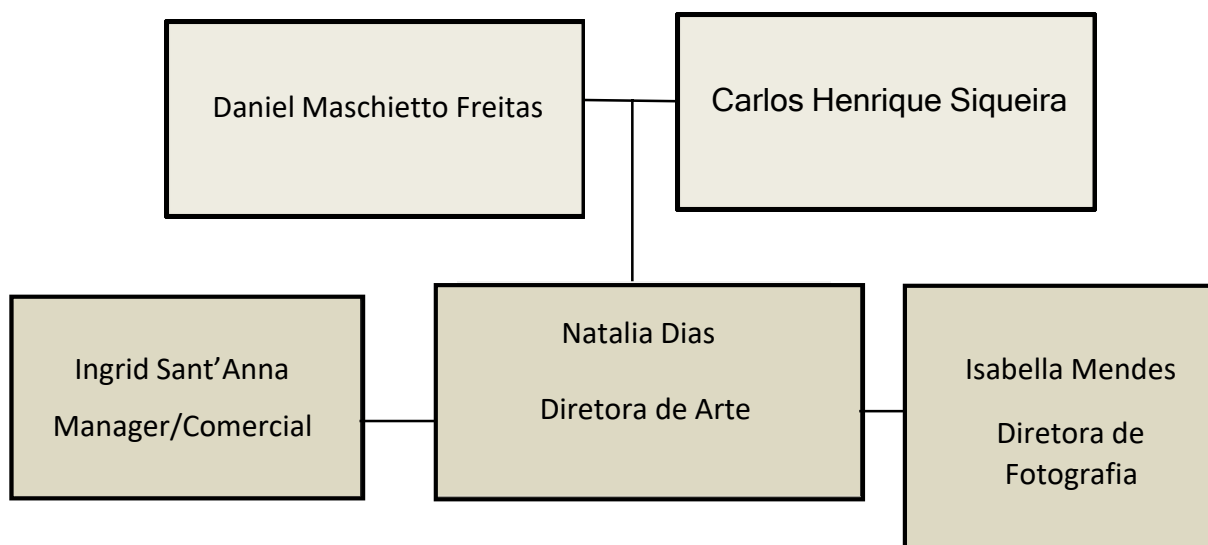 Daniel Maschietto Freitas
Carlos Henrique Siqueira
Ingrid Sant’Anna
Manager/Comercial
Natalia Dias
Diretora de Arte
Isabella Mendes
Diretora de
Fotografia